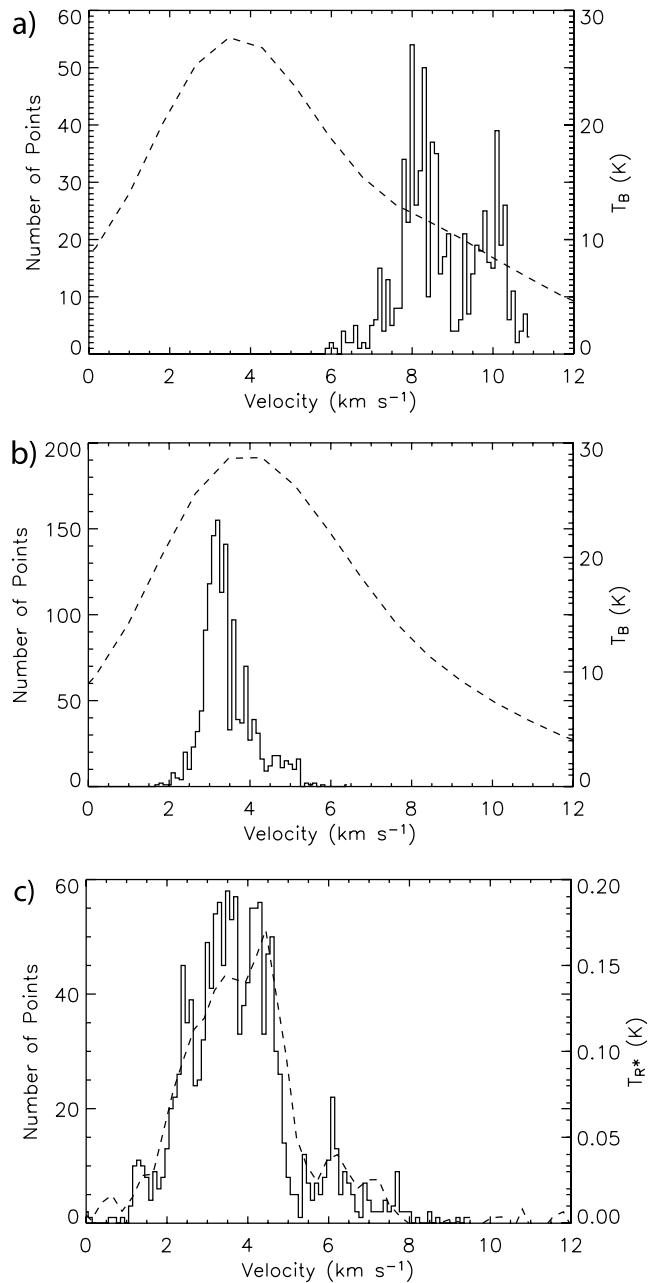 a)
60
50
40
30
20
10
0
Number of Points
30
20
10
0
T_B (K)
0 2 4 6 8 10 12
Velocity (km s⁻¹)
b)
200
150
100
50
0
Number of Points
30
20
10
0
T_B (K)
0 2 4 6 8 10 12
Velocity (km s⁻¹)
c)
60
40
20
0
Number of Points
0.20
0.15
0.10
0.05
0.00
T_R* (K)
0 2 4 6 8 10 12
Velocity (km s⁻¹)